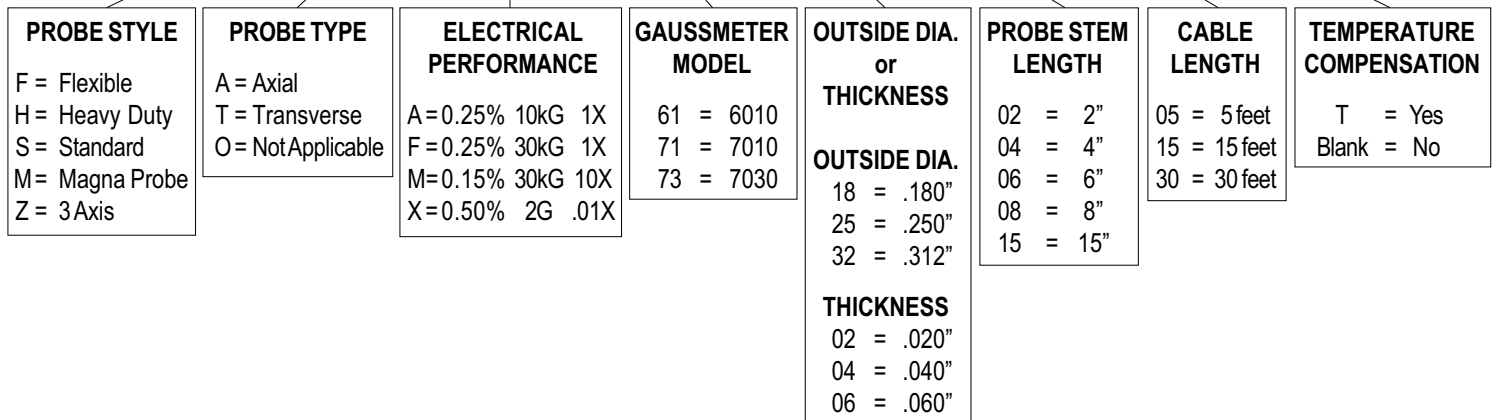 PROBE STYLE
F = Flexible
H = Heavy Duty
S = Standard
M = Magna Probe
Z = 3 Axis
PROBE TYPE
A = Axial
T = Transverse
O = Not Applicable
ELECTRICAL
PERFORMANCE
A = 0.25% 10kG 1X
F = 0.25% 30kG 1X
M = 0.15% 30kG 10X
X = 0.50% 2G .01X
GAUSSMETER
MODEL
61 = 6010
71 = 7010
73 = 7030
OUTSIDE DIA.
or
THICKNESS
OUTSIDE DIA.
18 = .180”
25 = .250”
32 = .312”
THICKNESS
02 = .020”
04 = .040”
06 = .060”
PROBE STEM
LENGTH
02 = 2”
04 = 4”
06 = 6”
08 = 8”
15 = 15”
CABLE
LENGTH
05 = 5 feet
15 = 15 feet
30 = 30 feet
TEMPERATURE
COMPENSATION
T = Yes
Blank = No